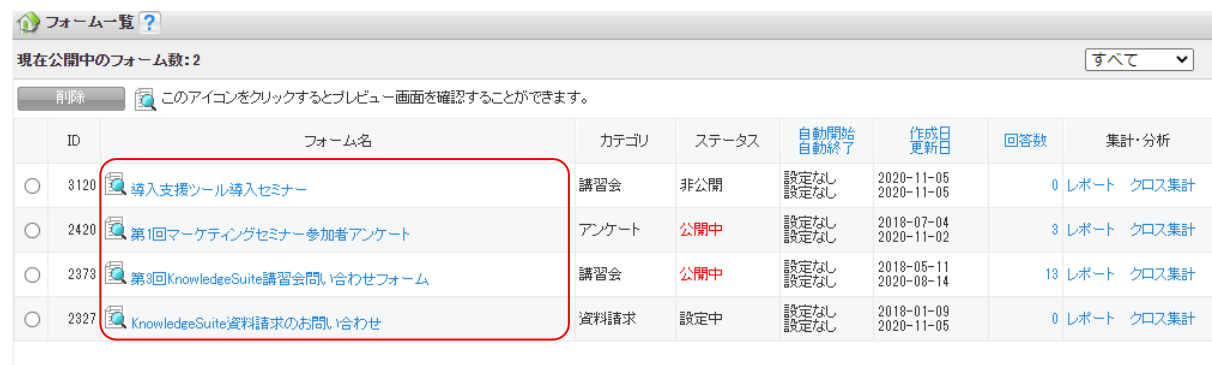 フォーム一覧 ?
現在公開中のフォーム数:2
すべて
削除 このアイコンをクリックするとプレビュー画面を確認することができます。
ID フォーム名 カテゴリ ステータス 自動開始 作成日 回答数 集計・分析
自動終了 更新日
3120 導入支援ツール導入セミナー 講習会 非公開 設定なし 2020-11-05 0 レポート クロス集計
設定なし 2020-11-05
2420 第1回マーケティングセミナー参加者アンケート アンケート 公開中 設定なし 2018-07-04 3 レポート クロス集計
設定なし 2020-11-02
2373 第3回KnowledgeSuite講習会問い合わせフォーム 講習会 公開中 設定なし 2018-05-11 13 レポート クロス集計
設定なし 2020-08-14
2327 KnowledgeSuite資料請求のお問い合わせ 資料請求 設定中 設定なし 2018-01-09 0 レポート クロス集計
設定なし 2020-11-05